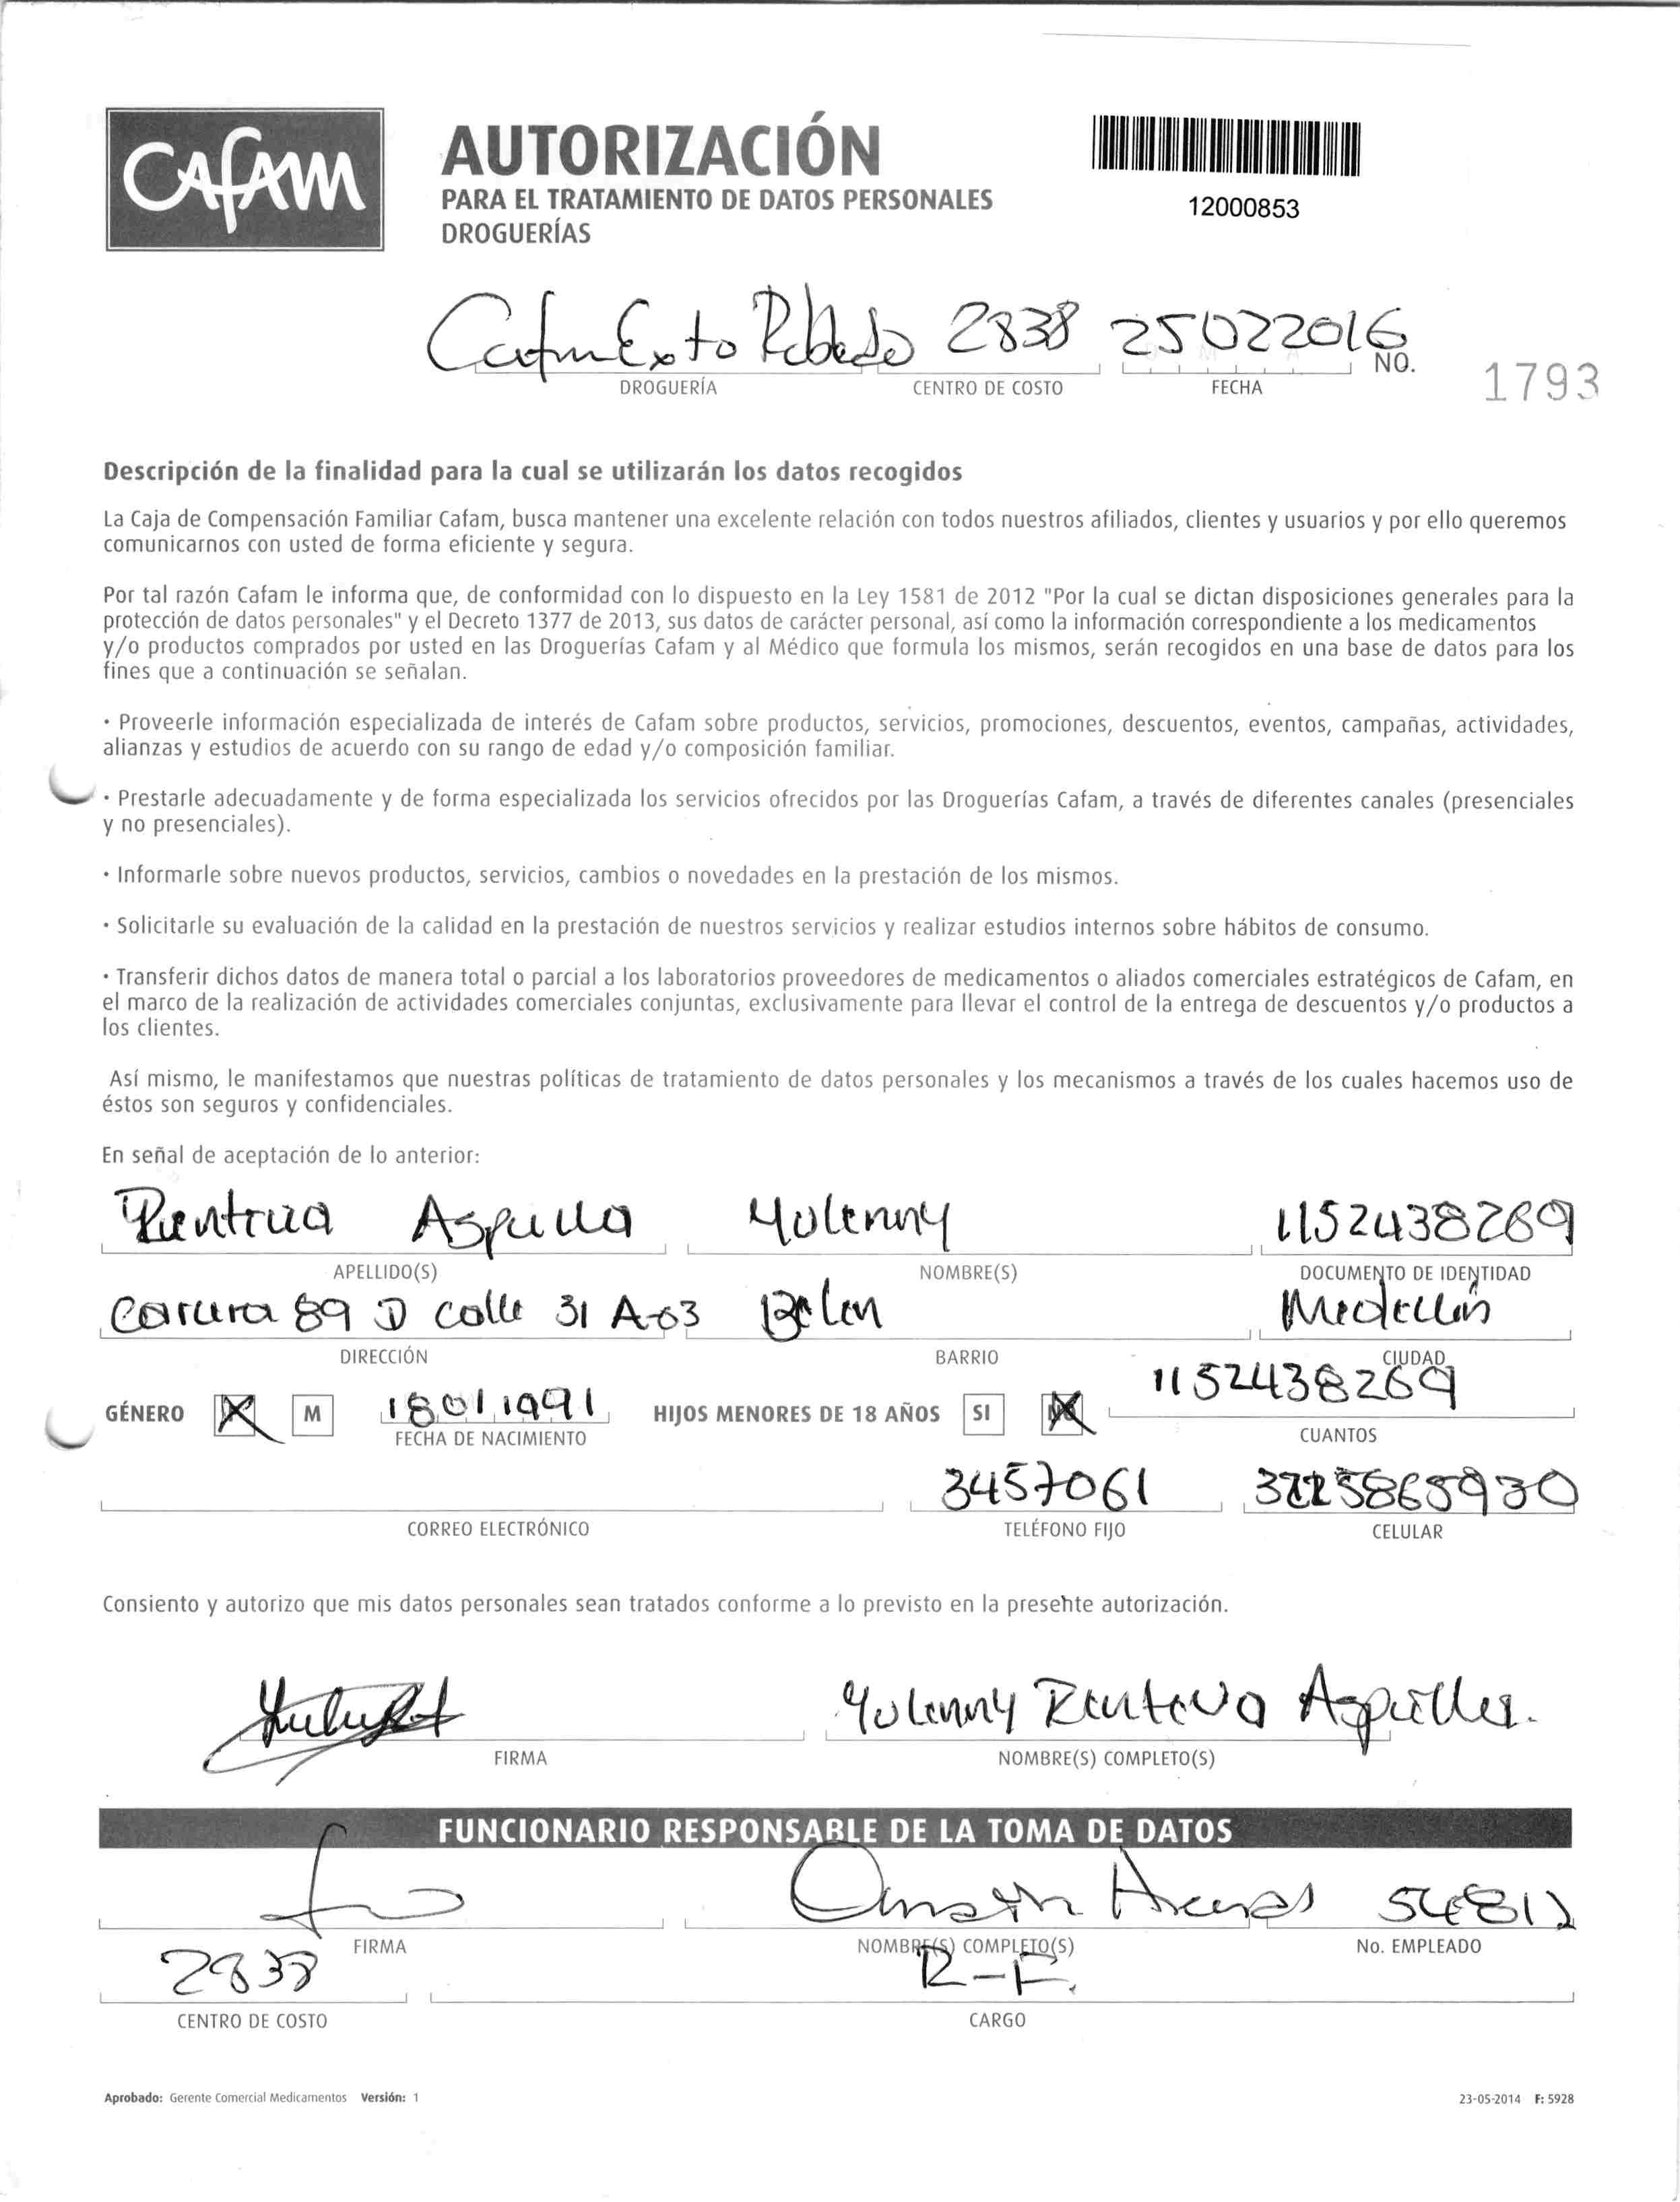 CAFAM
AUTORIZACIÓN
PARA EL TRATAMIENTO DE DATOS PERSONALES
DROGUERÍAS
12000853
2838 25022016
DROGUERÍA CENTRO DE COSTO FECHA NO. 1793
Descripción de la finalidad para la cual se utilizarán los datos recogidos
La Caja de Compensación Familiar Cafam, busca mantener una excelente relación con todos nuestros afiliados, clientes y usuarios y por ello queremos
comunicarnos con usted de forma eficiente y segura.
Por tal razón Cafam le informa que, de conformidad con lo dispuesto en la Ley 1581 de 2012 "Por la cual se dictan disposiciones generales para la
protección de datos personales" y el Decreto 1377 de 2013, sus datos de carácter personal, así como la información correspondiente a los medicamentos
y/o productos comprados por usted en las Droguerías Cafam y al Médico que formula los mismos, serán recogidos en una base de datos para los
fines que a continuación se señalan.
· Proveerle información especializada de interés de Cafam sobre productos, servicios, promociones, descuentos, eventos, campañas, actividades,
alianzas y estudios de acuerdo con su rango de edad y/o composición familiar.
· Prestarle adecuadamente y de forma especializada los servicios ofrecidos por las Droguerías Cafam, a través de diferentes canales (presenciales
y no presenciales).
· Informarle sobre nuevos productos, servicios, cambios o novedades en la prestación de los mismos.
· Solicitarle su evaluación de la calidad en la prestación de nuestros servicios y realizar estudios internos sobre hábitos de consumo.
· Transferir dichos datos de manera total o parcial a los laboratorios proveedores de medicamentos o aliados comerciales estratégicos de Cafam, en
el marco de la realización de actividades comerciales conjuntas, exclusivamente para llevar el control de la entrega de descuentos y/o productos a
los clientes.
Así mismo, le manifestamos que nuestras políticas de tratamiento de datos personales y los mecanismos a través de los cuales hacemos uso de
éstos son seguros y confidenciales.
En señal de aceptación de lo anterior:
Yulenny 1152438269
APELLIDO(S) NOMBRE(S) DOCUMENTO DE IDENTIDAD
89 D calle 31 A-63 Belen Medellin
DIRECCIÓN BARRIO CIUDAD
GÉNERO M 18011991 HIJOS MENORES DE 18 AÑOS SI NO 1152438269
FECHA DE NACIMIENTO CUANTOS
3457061
CORREO ELECTRÓNICO TELÉFONO FIJO CELULAR
Consiento y autorizo que mis datos personales sean tratados conforme a lo previsto en la presente autorización.
Yulenny
FIRMA NOMBRE(S) COMPLETO(S)
FUNCIONARIO RESPONSABLE DE LA TOMA DE DATOS
FIRMA NOMBRE(S) COMPLETO(S) No. EMPLEADO
2838 R-F.
CENTRO DE COSTO CARGO
Aprobado: Gerente Comercial Medicamentos Versión: 1 23-05-2014 F: 5928